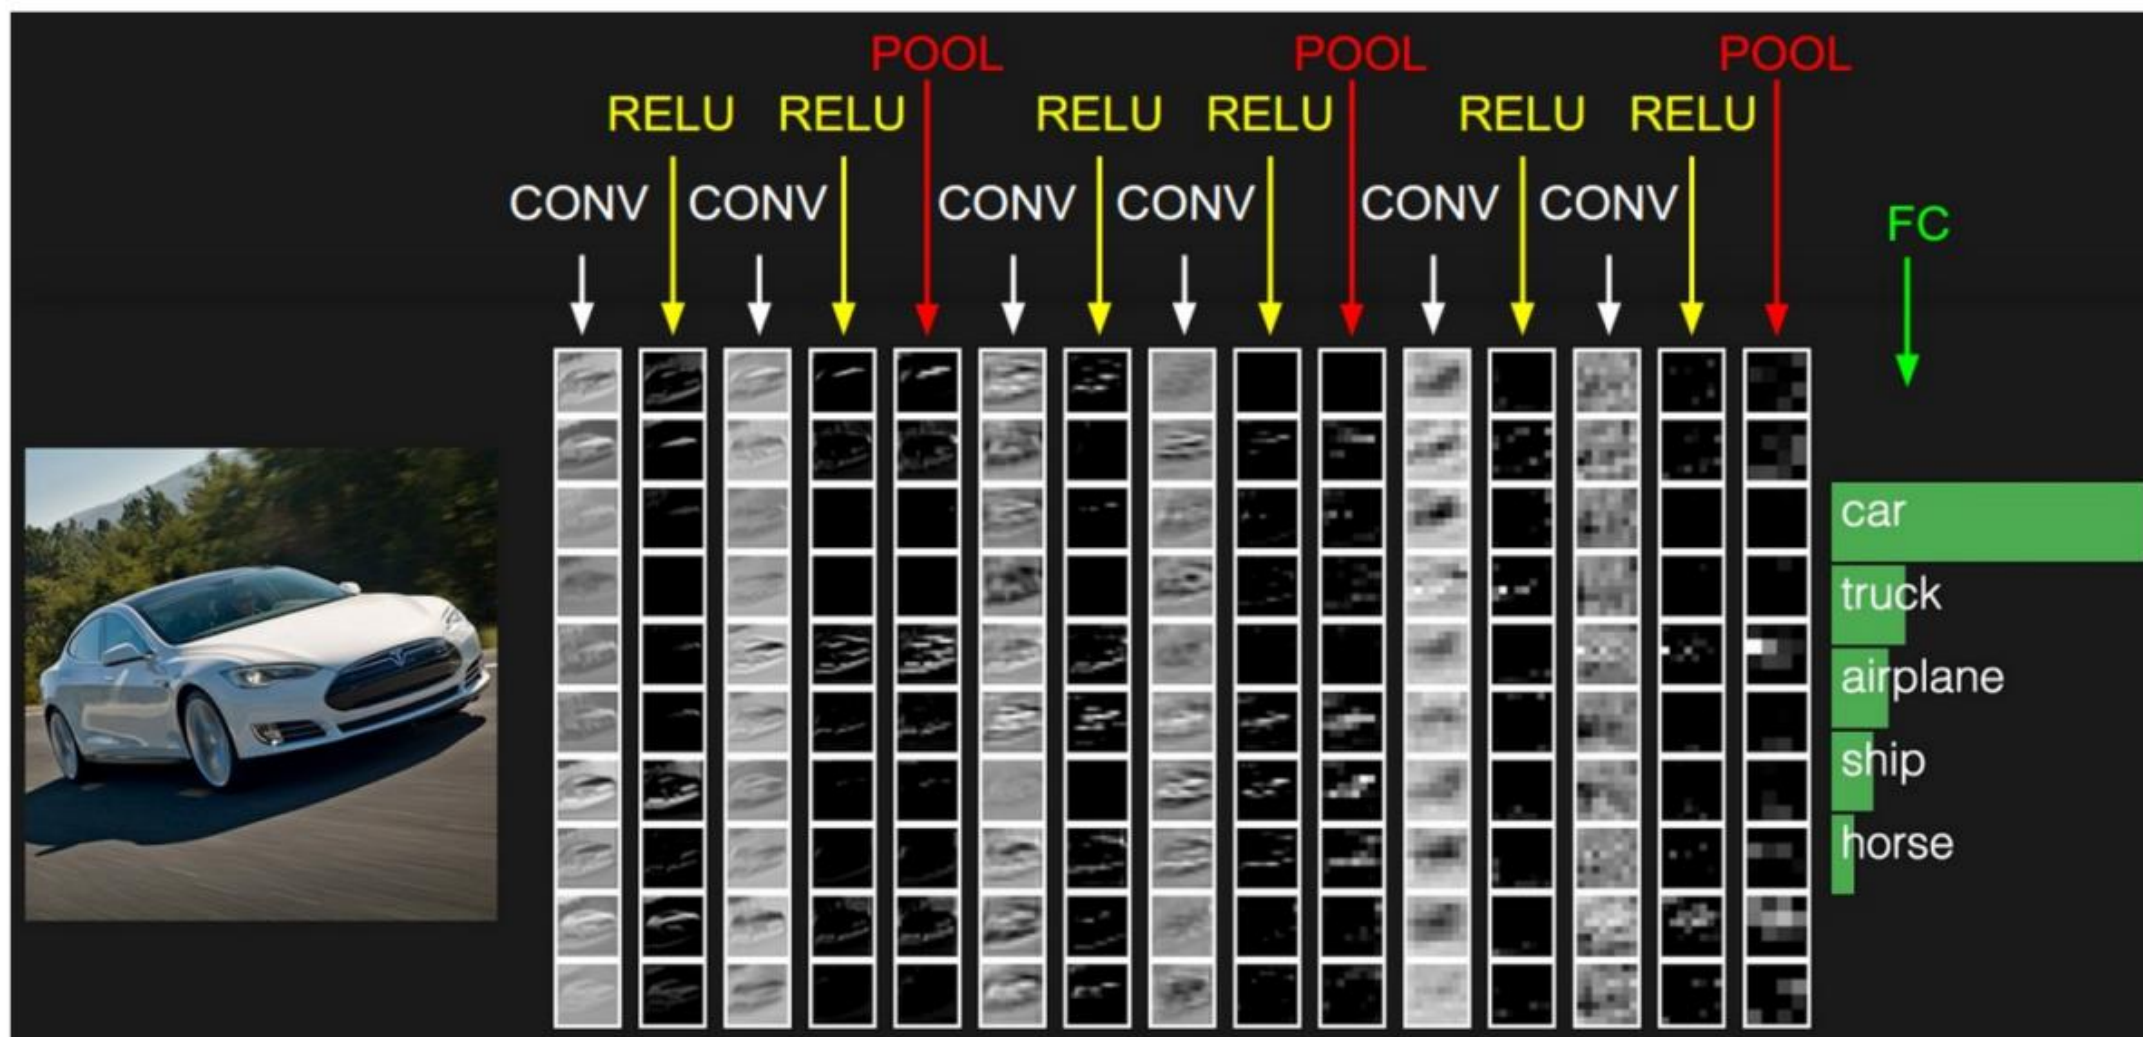 POOL POOL POOL
RELU RELU RELU RELU RELU RELU
CONV CONV CONV CONV CONV CONV
FC
car
truck
airplane
ship
horse